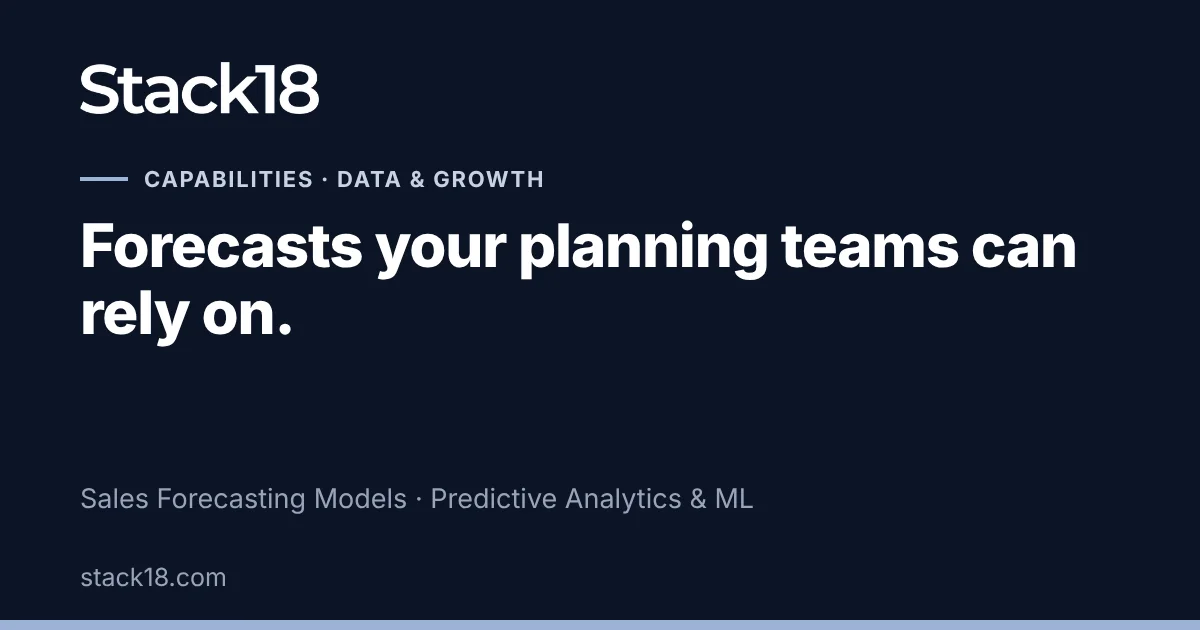 Stack18
CAPABILITIES · DATA & GROWTH
Forecasts your planning teams can
rely on.
Sales Forecasting Models · Predictive Analytics & ML
stack18.com